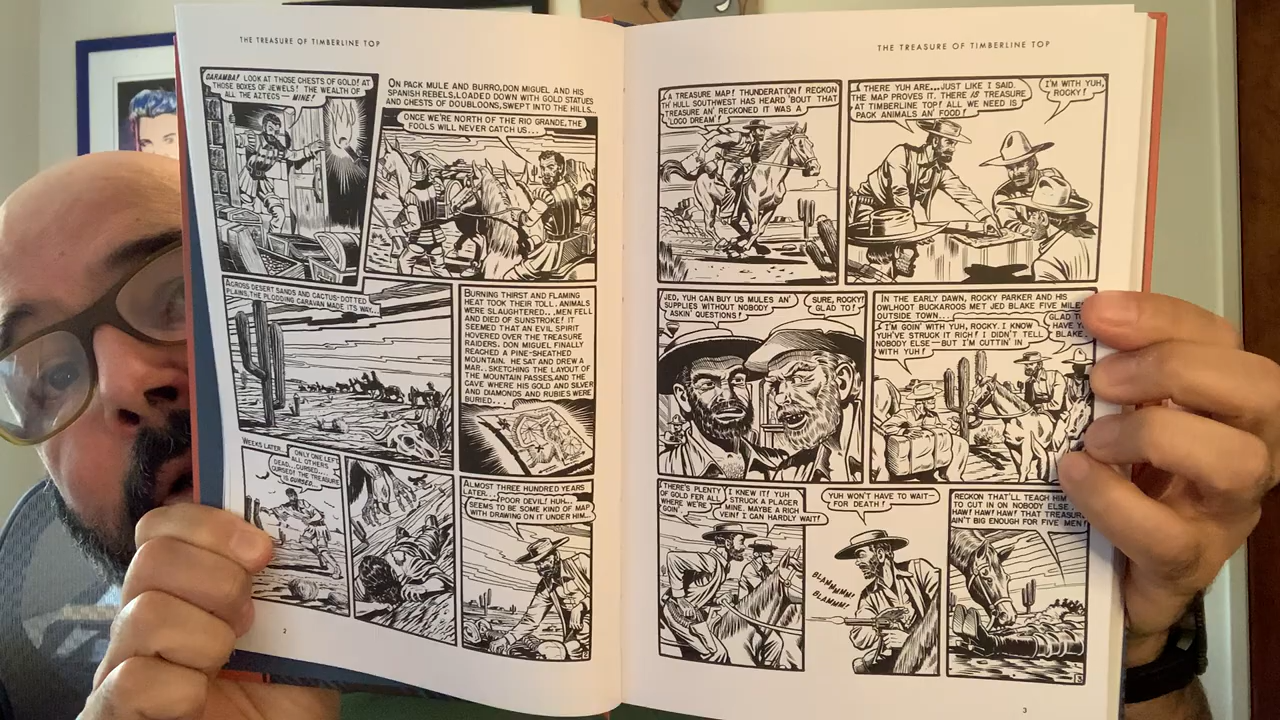 THE TREASURE OF TIMBERLINE TOP
CARAMBA! LOOK AT THOSE CHESTS OF GOLD! AT
THOSE BOXES OF JEWELS! THE WEALTH OF
ALL THE AZTECS — MINE!
ON PACK MULE AND BURRO, DON MIGUEL AND HIS
SPANISH REBELS, LOADED DOWN WITH GOLD STATUES
AND CHESTS OF DOUBLOONS, SWEPT INTO THE HILLS..
ONCE WE'RE NORTH OF THE RIO GRANDE, THE
FOOLS WILL NEVER CATCH US...
ACROSS DESERT SANDS AND CACTUS-DOTTED
PLAINS, THE PLODDING CARAVAN MADE ITS WAY...
BURNING THIRST AND FLAMING
HEAT TOOK THEIR TOLL. ANIMALS
WERE SLAUGHTERED... MEN FELL
AND DIED OF SUNSTROKE! IT
SEEMED THAT AN EVIL SPIRIT
HOVERED OVER THE TREASURE
RAIDERS. DON MIGUEL FINALLY
REACHED A PINE-SHEATHED
MOUNTAIN. HE SAT AND DREW A
MAP.. SKETCHING THE LAYOUT OF
THE MOUNTAIN PASSES, AND THE
CAVE WHERE HIS GOLD AND SILVER
AND DIAMONDS AND RUBIES WERE
BURIED...
WEEKS LATER...
ONLY ONE LEFT
ALL OTHERS
DEAD... CURSED...
CURSED! THE TREASURE
IS CURSED..
ALMOST THREE HUNDRED YEARS
LATER...
POOR DEVIL! HUH..
SEEMS TO BE SOME KIND OF MAP
WITH DRAWING ON IT UNDER HIM...
2
2
THE TREASURE OF TIMBERLINE TOP
A TREASURE MAP! THUNDERATION! RECKON
TH' HULL SOUTHWEST HAS HEARD 'BOUT THAT
TREASURE AN' RECKONED IT WAS A
LOCO DREAM!
THERE YUH ARE... JUST LIKE I SAID.
THE MAP PROVES IT. THERE IS TREASURE
AT TIMBERLINE TOP! ALL WE NEED IS
PACK ANIMALS AN' FOOD!
I'M WITH YUH,
ROCKY!
JED, YUH CAN BUY US MULES AN'
SUPPLIES WITHOUT NOBODY
ASKIN' QUESTIONS!
SURE, ROCKY!
GLAD TO!
IN THE EARLY DAWN, ROCKY PARKER AND HIS
OWLHOOT BUCKAROOS MET JED BLAKE FIVE MILES
OUTSIDE TOWN...
I'M GOIN' WITH YUH, ROCKY. I KNOW
YUH'VE STRUCK IT RICH! I DIDN'T TELL
NOBODY ELSE — BUT I'M CUTTIN' IN
WITH YUH!
GLAD TO
HAVE Y
BLAKE.
THERE'S PLENTY
OF GOLD FER ALL
WHERE WE'RE
GOIN'.
I KNEW IT! YUH
STRUCK A PLACER
MINE. MAYBE A RICH
VEIN! I CAN HARDLY WAIT!
YUH WON'T HAVE TO WAIT —
FOR DEATH!
BLAMMMM!
BLAMMM!
RECKON THAT'LL TEACH HIM
TO CUT IN ON NOBODY ELSE.
HAW! HAW! HAW! THAT TREASURE
AIN'T BIG ENOUGH FOR FIVE MEN!
3
3